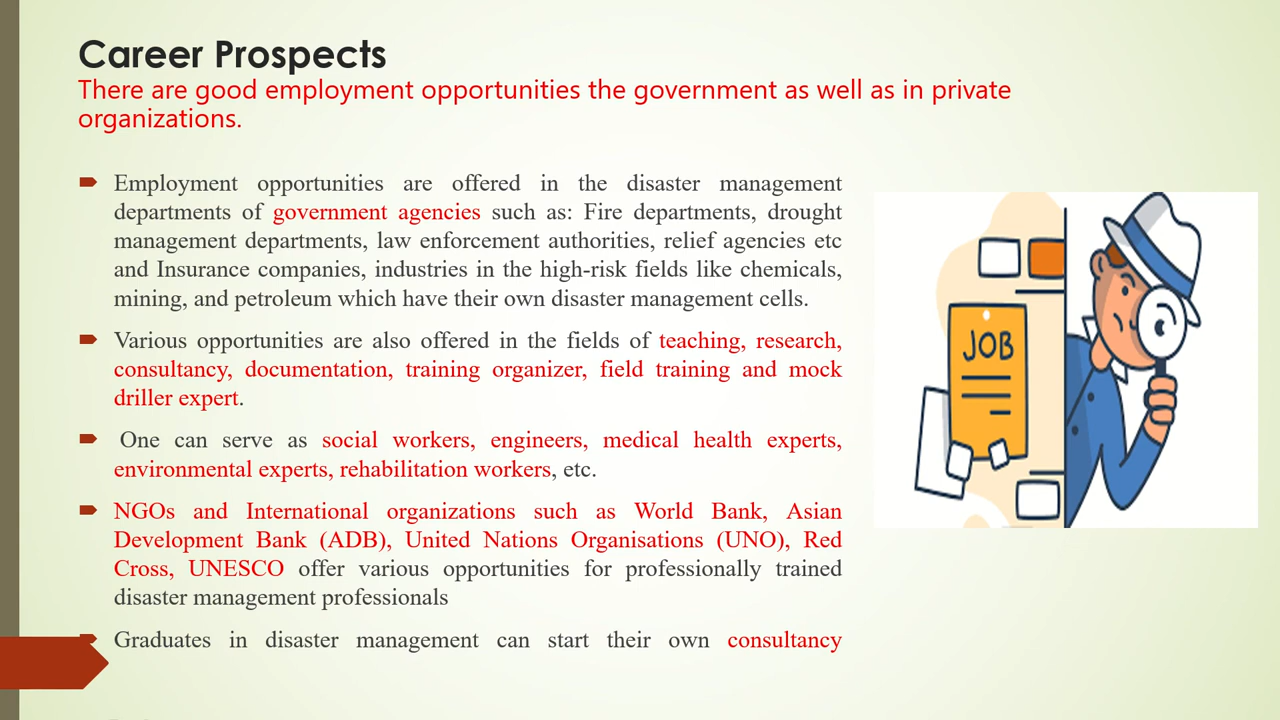 Career Prospects
There are good employment opportunities the government as well as in private
organizations.
Employment opportunities are offered in the disaster management
departments of government agencies such as: Fire departments, drought
management departments, law enforcement authorities, relief agencies etc
and Insurance companies, industries in the high-risk fields like chemicals,
mining, and petroleum which have their own disaster management cells.
Various opportunities are also offered in the fields of teaching, research,
consultancy, documentation, training organizer, field training and mock
driller expert.
One can serve as social workers, engineers, medical health experts,
environmental experts, rehabilitation workers, etc.
NGOs and International organizations such as World Bank, Asian
Development Bank (ADB), United Nations Organisations (UNO), Red
Cross, UNESCO offer various opportunities for professionally trained
disaster management professionals
Graduates in disaster management can start their own consultancy
JOB